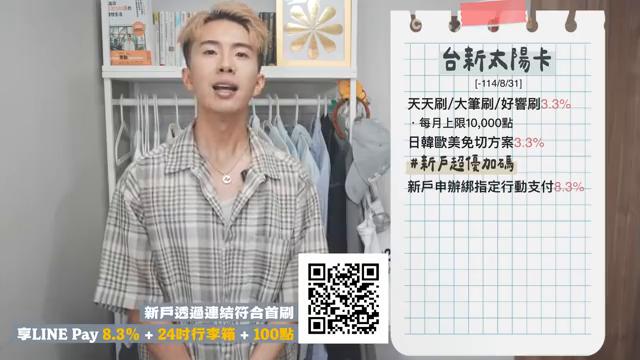 台新太陽卡
[-114/8/31]
天天刷/大筆刷/好響刷3.3%
・每月上限10,000點
日韓歐美免切方案3.3%
#新戶超優加碼
新戶申辦綁指定行動支付8.3%
新戶透過連結符合首刷
享LINE Pay 8.3% + 24吋行李箱 + 100點